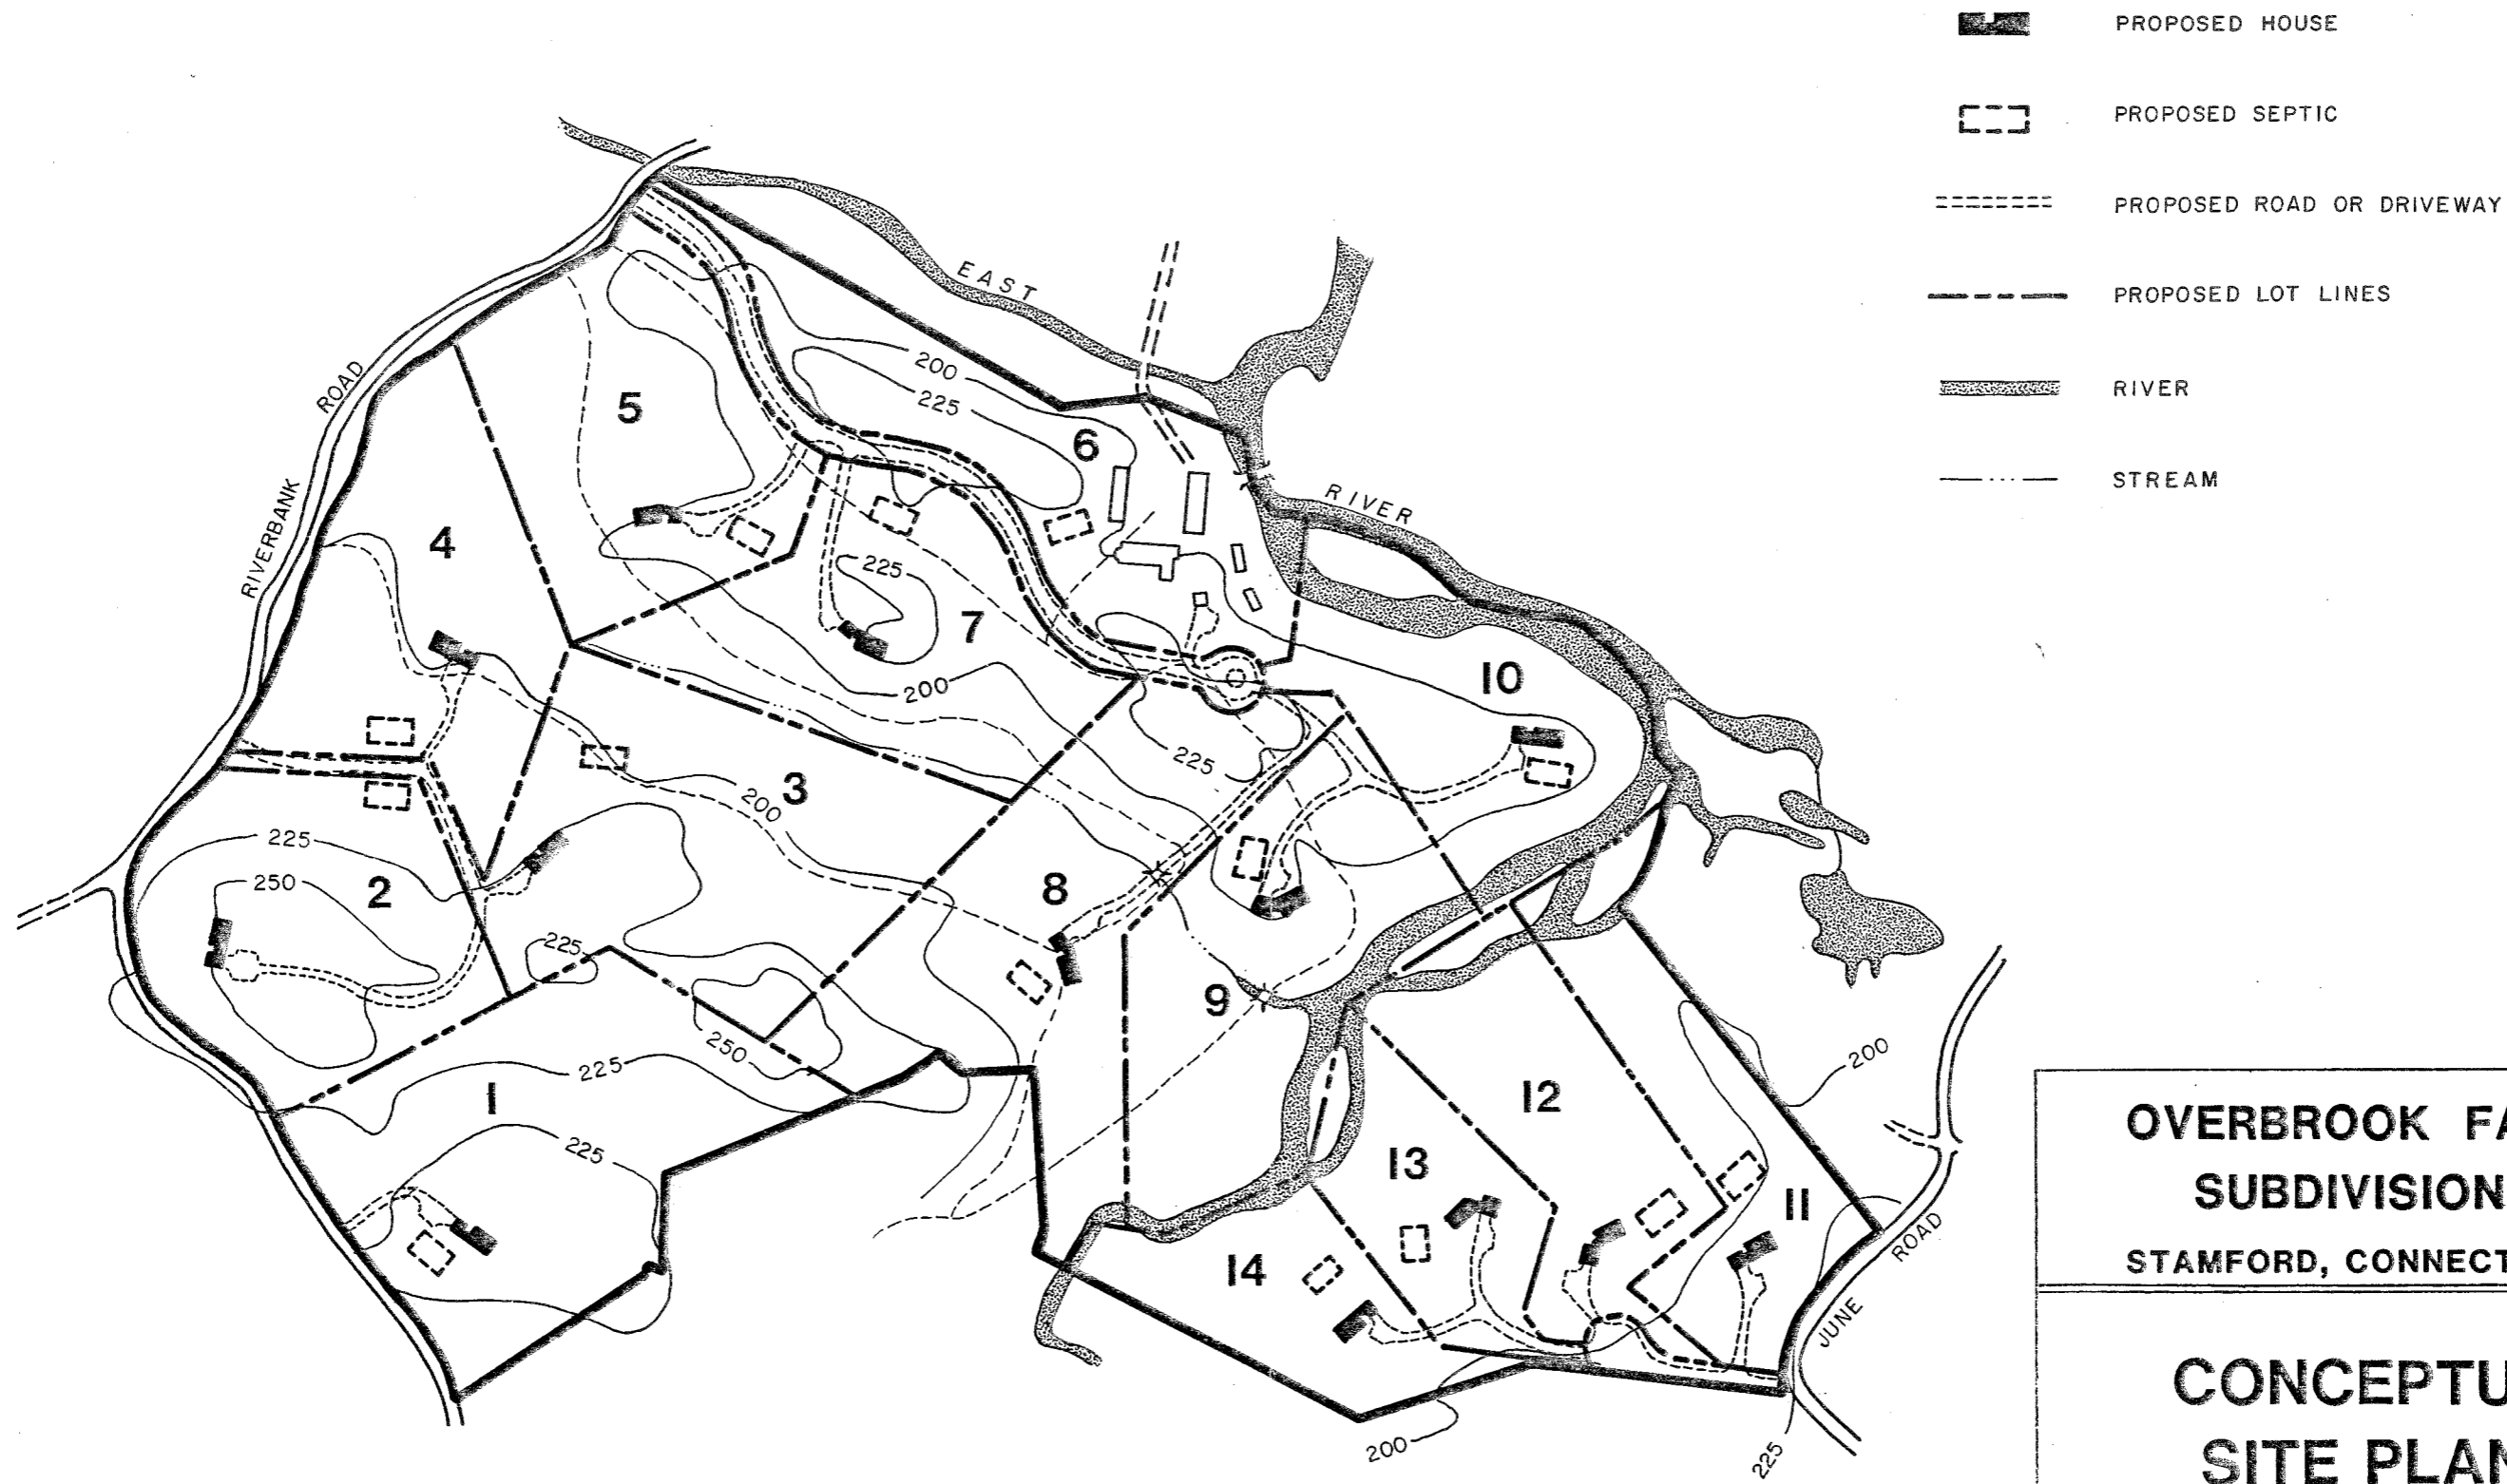 PROPOSED HOUSE
PROPOSED SEPTIC
PROPOSED ROAD OR DRIVEWAY
PROPOSED LOT LINES
RIVER
STREAM
EAST
RIVER
RIVERBANK
ROAD
200
225
5
6
4
225
7
200
10
225
3
200
225
250
2
8
225
9
250
225
1
225
12
200
13
11
14
JUNE
ROAD
200
225
OVERBROOK FA
SUBDIVISION
STAMFORD, CONNECT
CONCEPTU
SITE PLAN